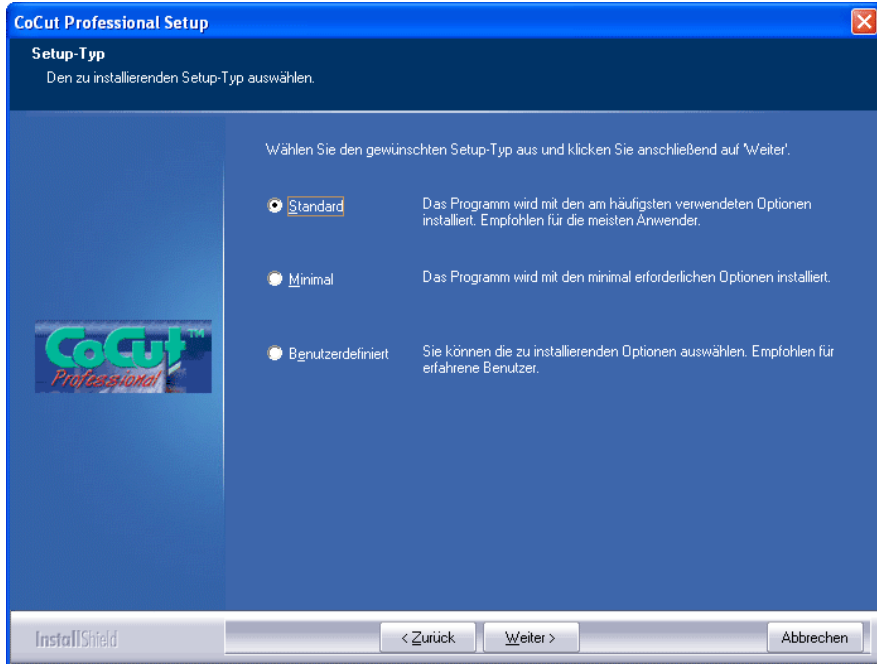 CoCut Professional Setup
Setup-Typ
Den zu installierenden Setup-Typ auswählen.
Wählen Sie den gewünschten Setup-Typ aus und klicken Sie anschließend auf 'Weiter'.
Standard
Das Programm wird mit den am häufigsten verwendeten Optionen
installiert. Empfohlen für die meisten Anwender.
Minimal
Das Programm wird mit den minimal erforderlichen Optionen installiert.
Benutzerdefiniert
Sie können die zu installierenden Optionen auswählen. Empfohlen für
erfahrene Benutzer.
CoCut™
Professional
InstallShield
< Zurück
Weiter >
Abbrechen